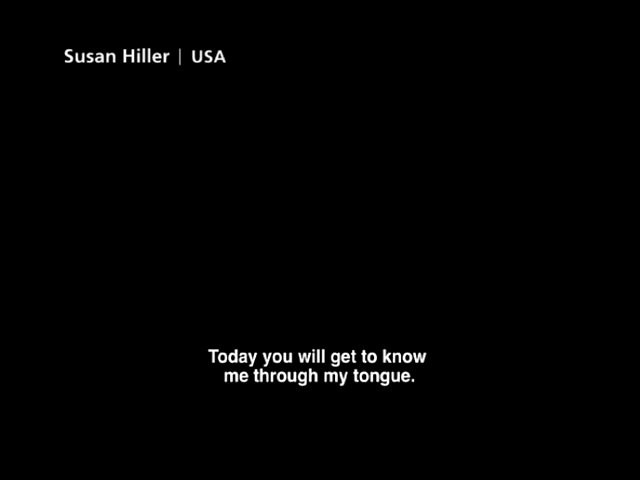 Susan Hiller | USA
Today you will get to know
me through my tongue.